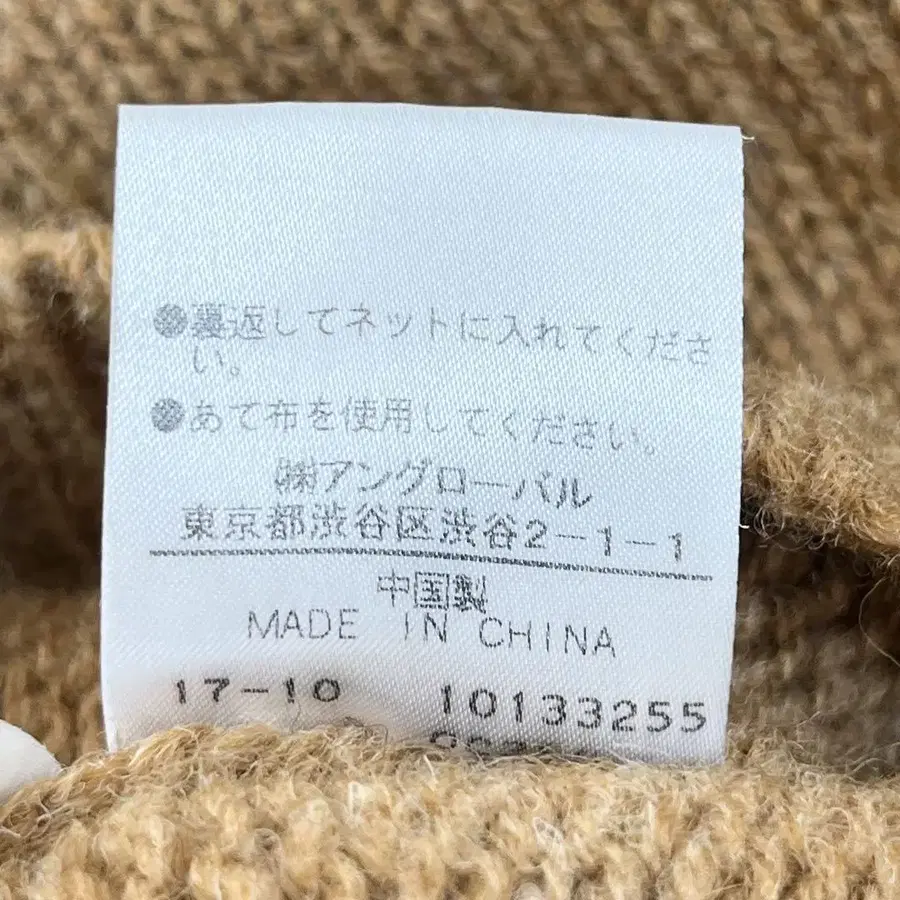 ●裏返してネットに入れてくださ
い。
●あて布を使用してください。
㈱アングローバル
東京都渋谷区渋谷2-1-1
中国製
MADE IN CHINA
17-10 10133255